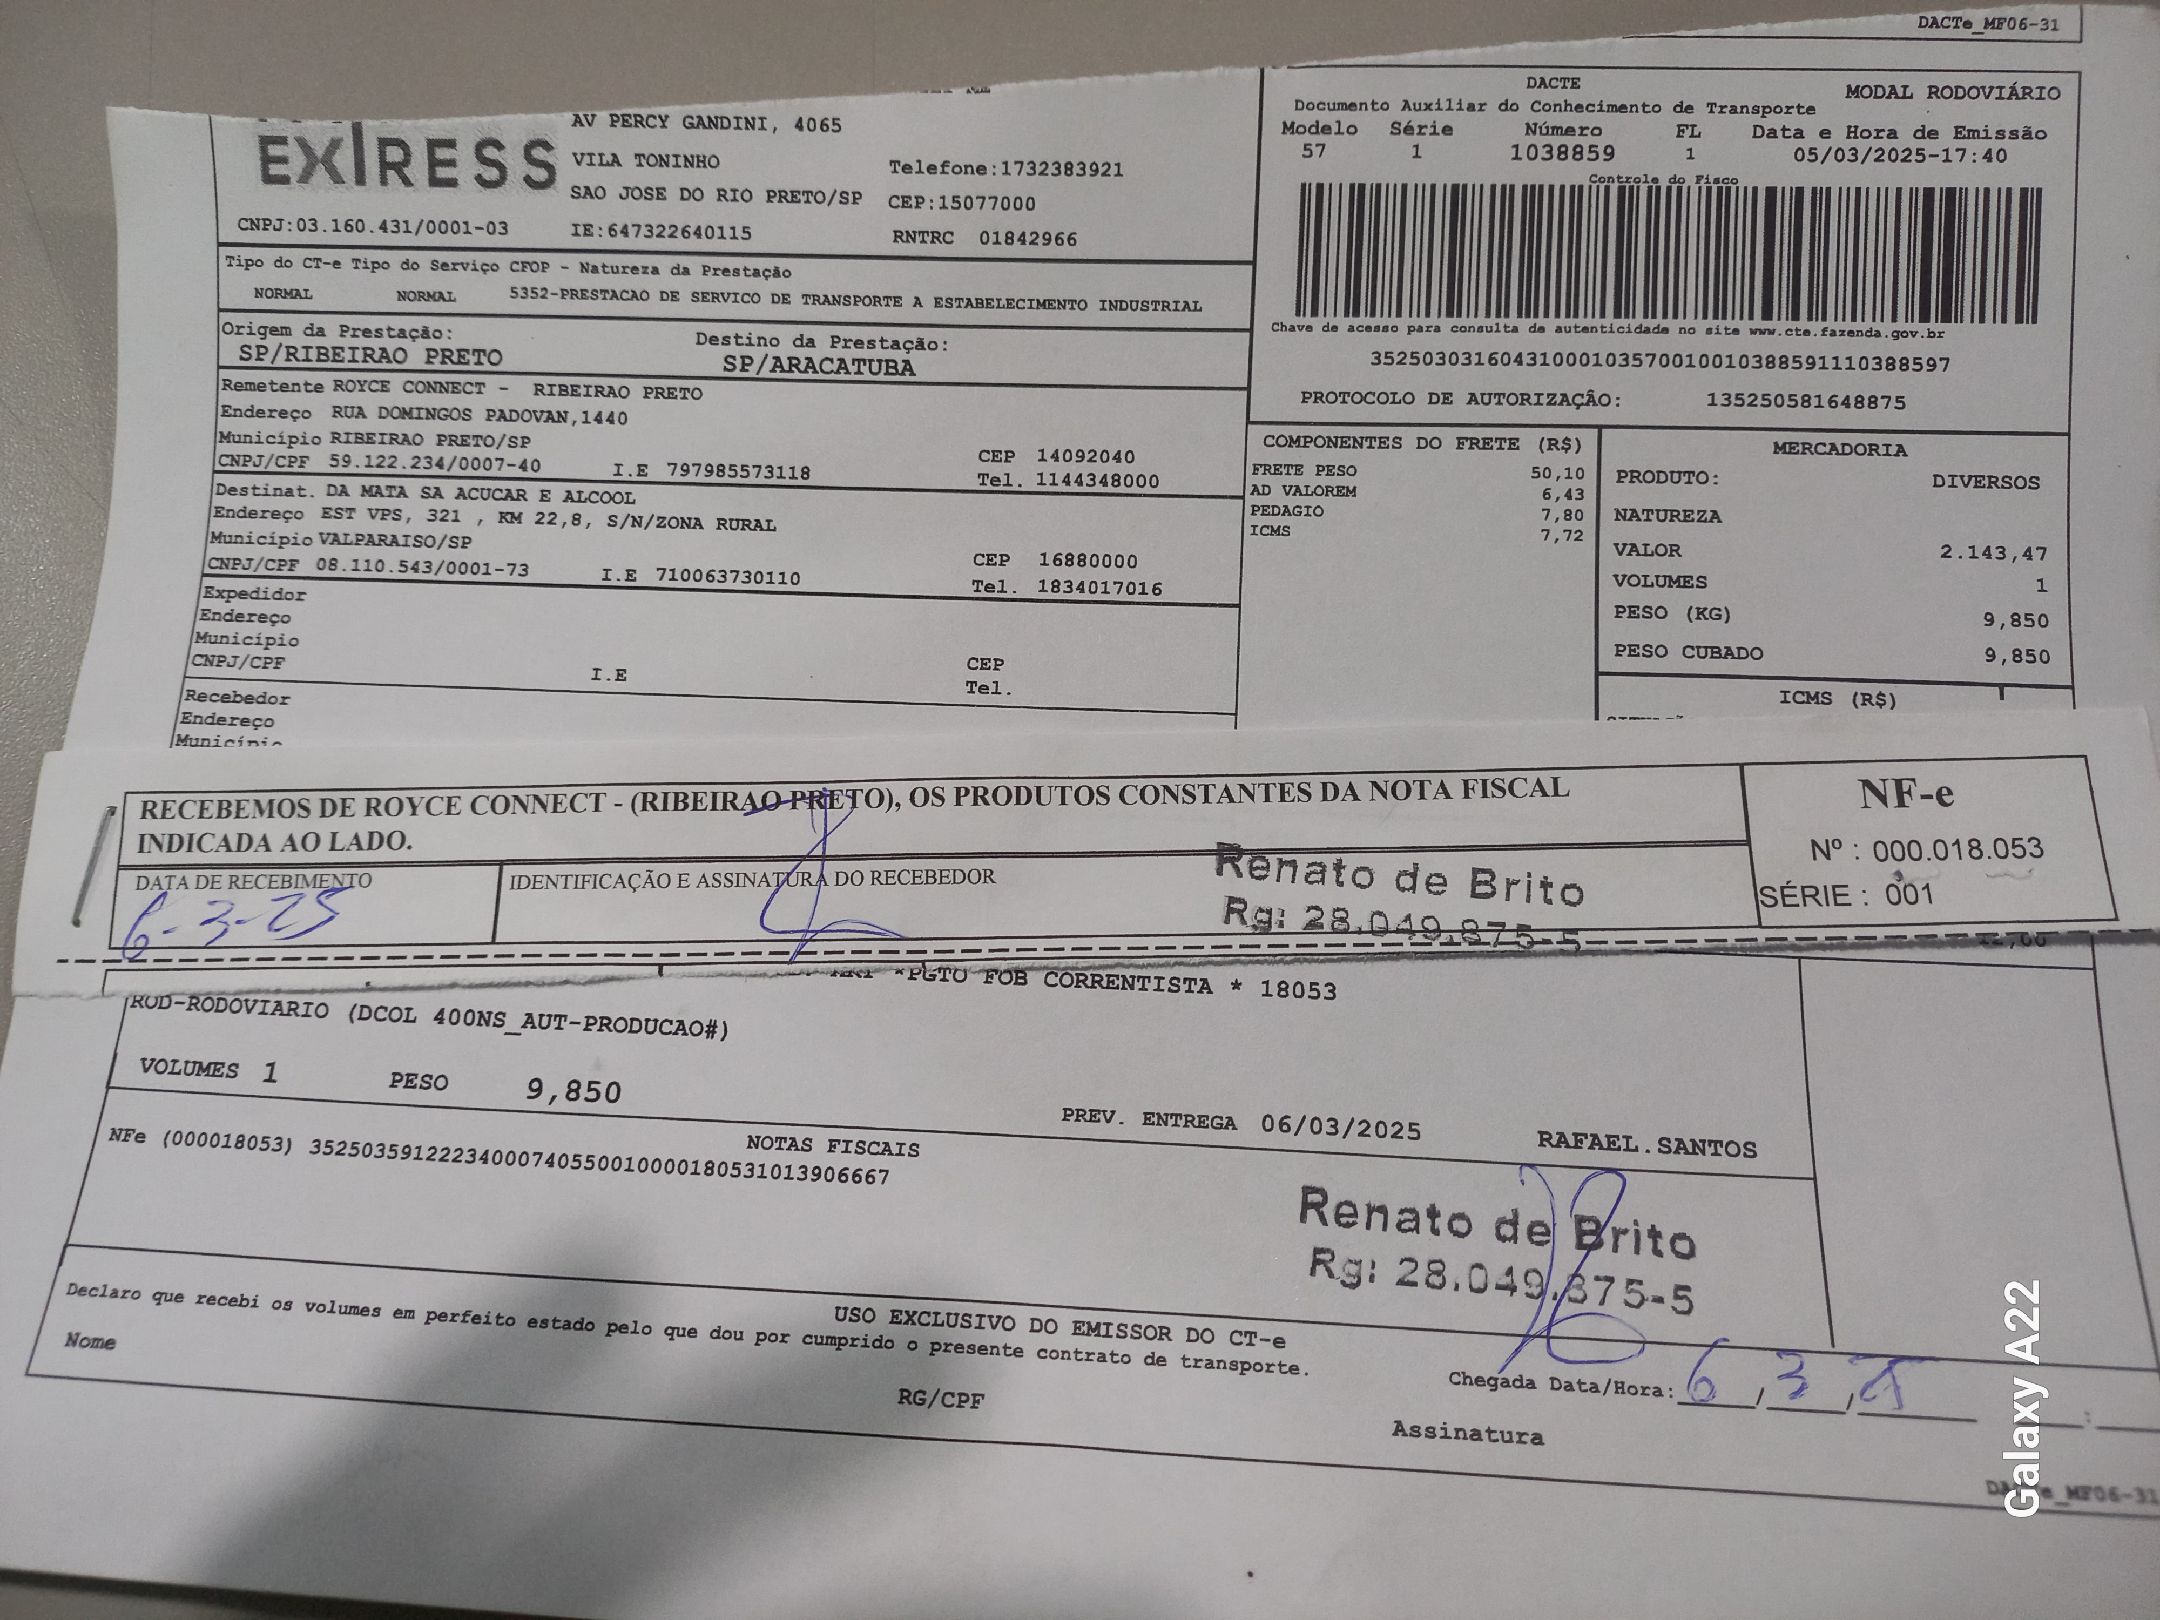 DACTe_MF06-31
EXPRESS
AV PERCY GANDINI, 4065
VILA TONINHO
Telefone:1732383921
SAO JOSE DO RIO PRETO/SP CEP:15077000
CNPJ:03.160.431/0001-03 IE:647322640115 RNTRC 01842966
Tipo do CT-e Tipo do Serviço CFOP - Natureza da Prestação
NORMAL NORMAL 5352-PRESTACAO DE SERVICO DE TRANSPORTE A ESTABELECIMENTO INDUSTRIAL
Origem da Prestação: Destino da Prestação:
SP/RIBEIRAO PRETO SP/ARACATUBA
Remetente ROYCE CONNECT - RIBEIRAO PRETO
Endereço RUA DOMINGOS PADOVAN,1440
Município RIBEIRAO PRETO/SP CEP 14092040
CNPJ/CPF 59.122.234/0007-40 I.E 797985573118 Tel. 1144348000
Destinat. DA MATA SA ACUCAR E ALCOOL
Endereço EST VPS, 321 , KM 22,8, S/N/ZONA RURAL
Município VALPARAISO/SP CEP 16880000
CNPJ/CPF 08.110.543/0001-73 I.E 710063730110 Tel. 1834017016
Expedidor
Endereço
Município CEP
CNPJ/CPF I.E Tel.
Recebedor
Endereço
Município
DACTE MODAL RODOVIÁRIO
Documento Auxiliar do Conhecimento de Transporte
Modelo Série Número FL Data e Hora de Emissão
57 1 1038859 1 05/03/2025-17:40
Controle do Fisco
Chave de acesso para consulta de autenticidade no site www.cte.fazenda.gov.br
35250303160431000103570010010388591110388597
PROTOCOLO DE AUTORIZAÇÃO: 135250581648875
COMPONENTES DO FRETE (R$)
FRETE PESO 50,10
AD VALOREM 6,43
PEDAGIO 7,80
ICMS 7,72
MERCADORIA
PRODUTO: DIVERSOS
NATUREZA
VALOR 2.143,47
VOLUMES 1
PESO (KG) 9,850
PESO CUBADO 9,850
ICMS (R$)
RECEBEMOS DE ROYCE CONNECT - (RIBEIRAO PRETO), OS PRODUTOS CONSTANTES DA NOTA FISCAL
INDICADA AO LADO.
DATA DE RECEBIMENTO IDENTIFICAÇÃO E ASSINATURA DO RECEBEDOR
6-3-25
Renato de Brito
Rg: 28.049.875-5
NF-e
Nº : 000.018.053
SÉRIE : 001
*PGTO FOB CORRENTISTA * 18053
ROD-RODOVIARIO (DCOL 400NS_AUT-PRODUCAO#)
VOLUMES 1 PESO 9,850
PREV. ENTREGA 06/03/2025 RAFAEL.SANTOS
NOTAS FISCAIS
NFe (000018053) 35250359122234000740550010000180531013906667
Renato de Brito
Rg: 28.049.875-5
USO EXCLUSIVO DO EMISSOR DO CT-e
Declaro que recebi os volumes em perfeito estado pelo que dou por cumprido o presente contrato de transporte.
Nome RG/CPF Chegada Data/Hora: 6, 3, 25
Assinatura
DACTe_MF06-31
Galaxy A22